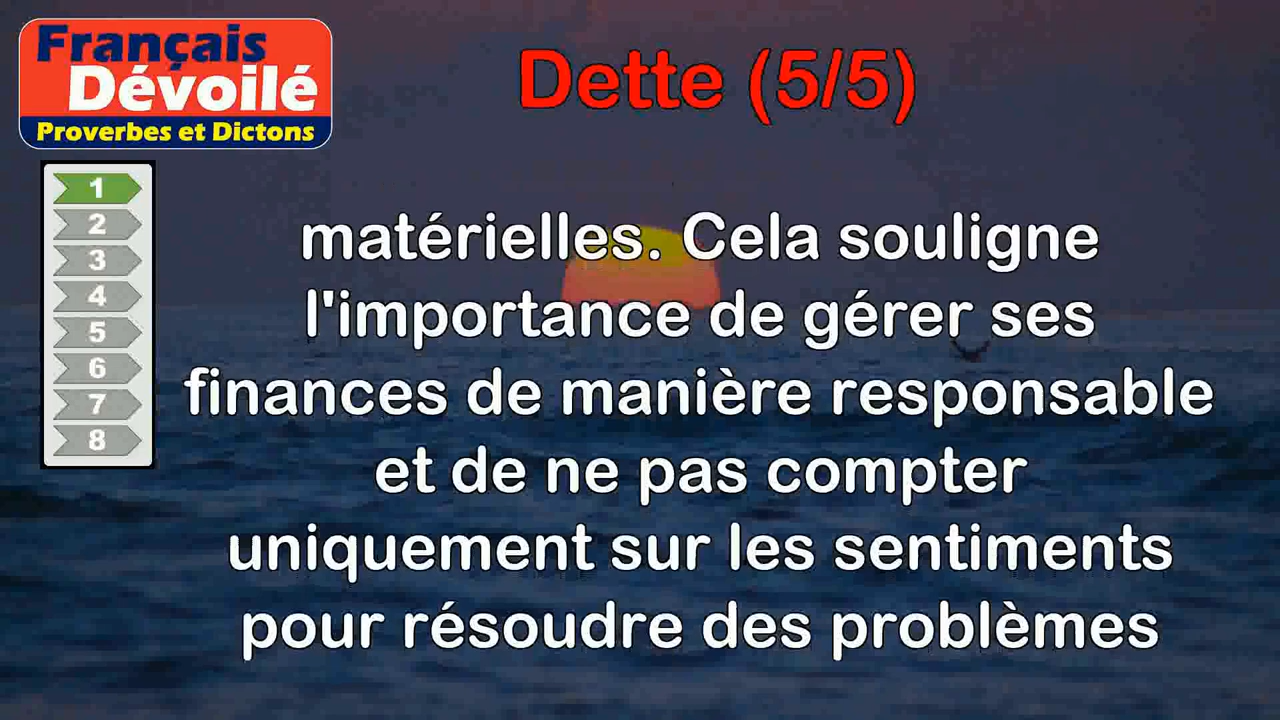 Français
Dévoilé
Proverbes et Dictons
Dette (5/5)
1
2
3
4
5
6
7
8
matérielles. Cela souligne
l'importance de gérer ses
finances de manière responsable
et de ne pas compter
uniquement sur les sentiments
pour résoudre des problèmes